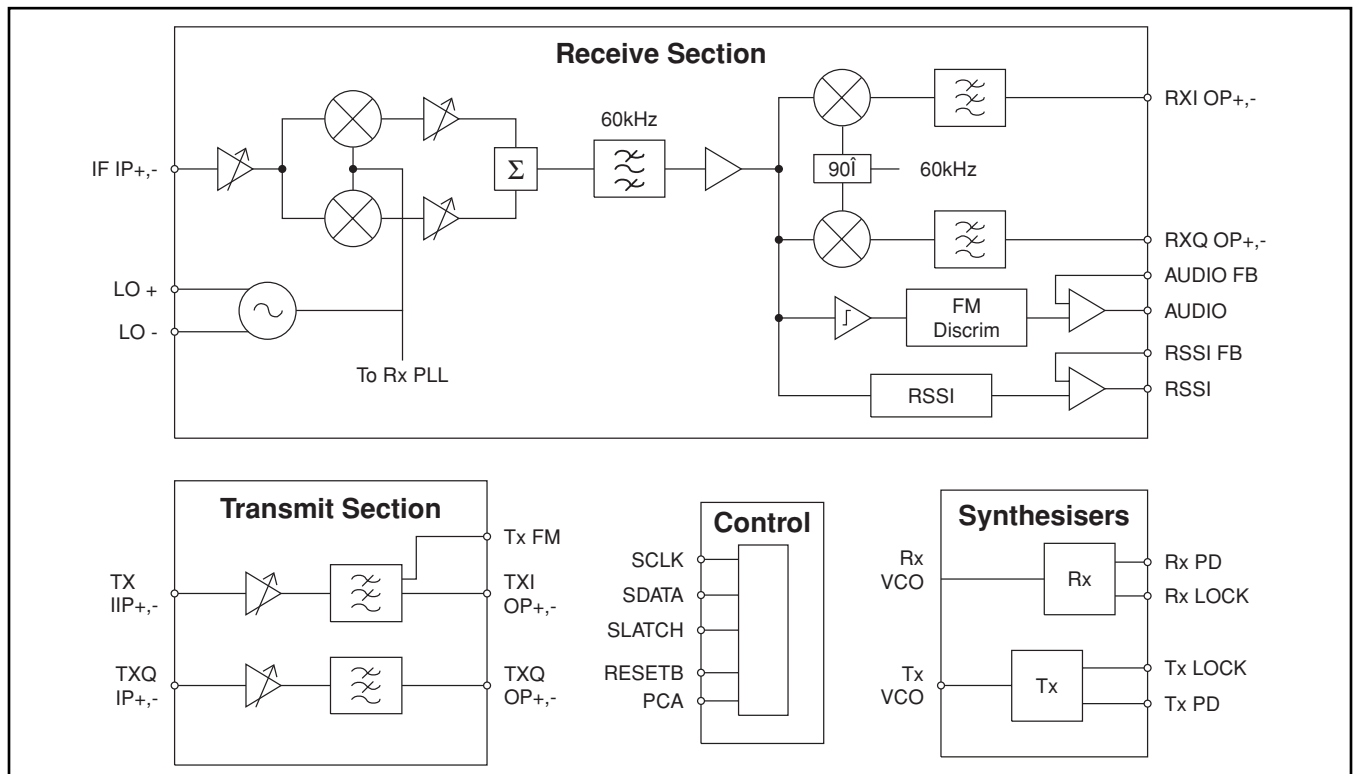 Receive Section
IF IP+,-
LO +
LO -
To Rx PLL
Σ
60kHz
90Î
60kHz
FM
Discrim
RSSI
RXI OP+,-
RXQ OP+,-
AUDIO FB
AUDIO
RSSI FB
RSSI
Transmit Section
TX
IIP+,-
TXQ
IP+,-
Tx FM
TXI
OP+,-
TXQ
OP+,-
Control
SCLK
SDATA
SLATCH
RESETB
PCA
Synthesisers
Rx
VCO
Rx
Rx PD
Rx LOCK
Tx
VCO
Tx
Tx LOCK
Tx PD